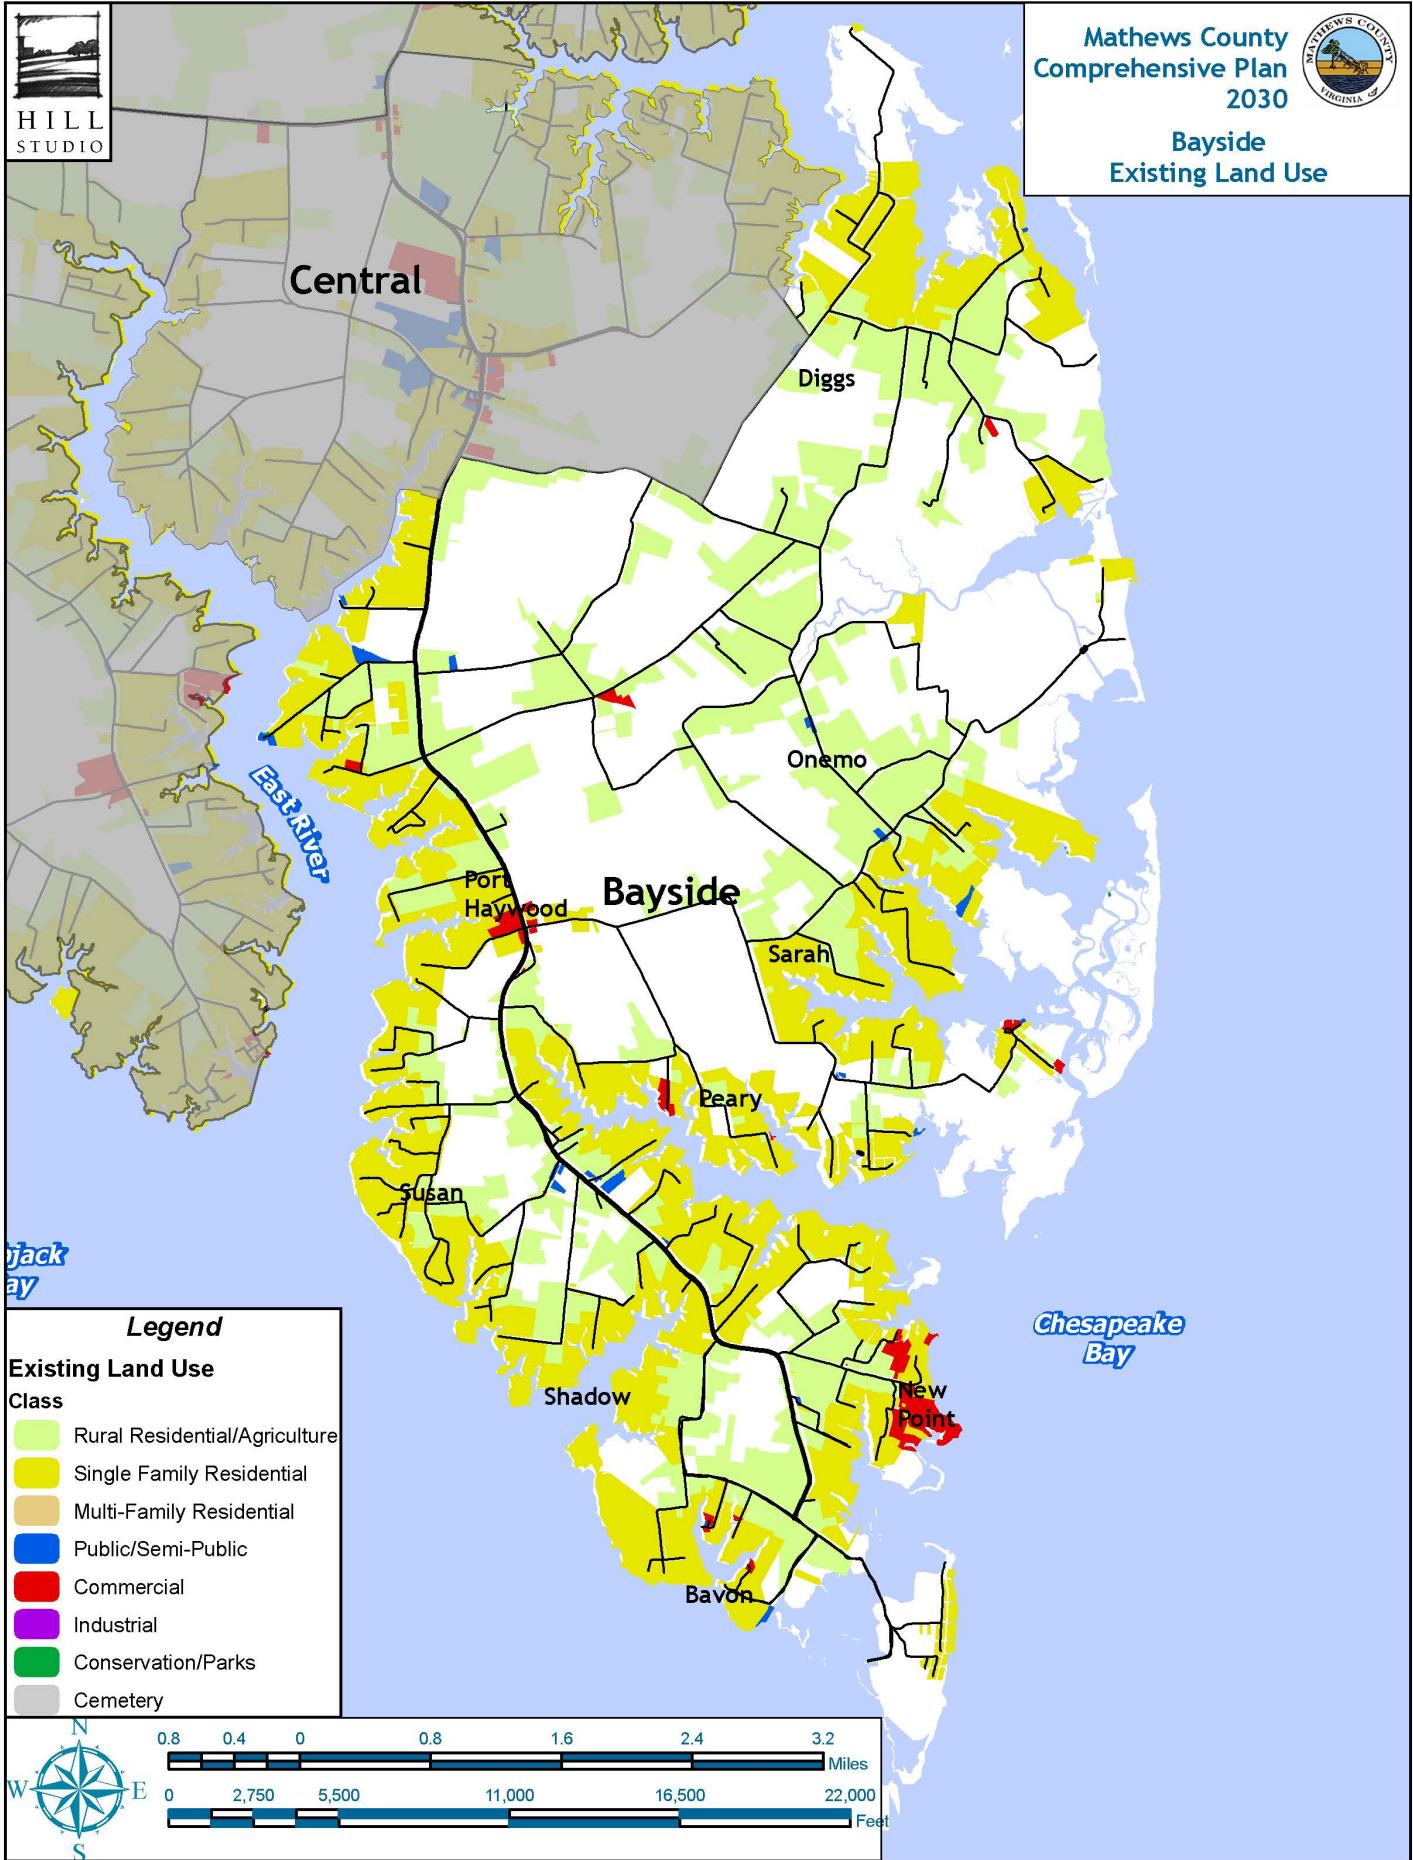 HILL
STUDIO
Mathews County
Comprehensive Plan
2030
MATHEWS COUNTY
VIRGINIA
Bayside
Existing Land Use
Central
Diggs
East River
Onemo
Port
Haywood
Bayside
Sarah
Peary
Susan
jack
ay
Chesapeake
Bay
Shadow
New
Point
Bavon
Legend
Existing Land Use
Class
Rural Residential/Agriculture
Single Family Residential
Multi-Family Residential
Public/Semi-Public
Commercial
Industrial
Conservation/Parks
Cemetery
N
W E
S
0.8 0.4 0 0.8 1.6 2.4 3.2
Miles
0 2,750 5,500 11,000 16,500 22,000
Feet